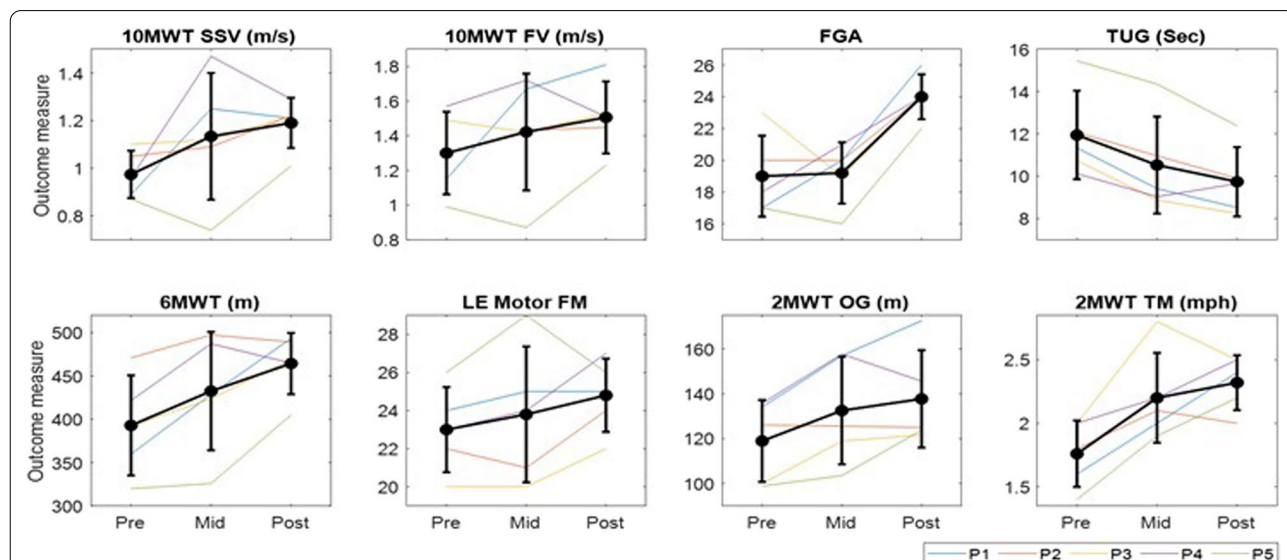 10MWT SSV (m/s) 10MWT FV (m/s) FGA TUG (Sec)
Outcome measure
1.4 1.8 26 16
1.2 1.6 24 14
1 1.4 22 12
0.8 1.2 20 10
1 18 8
0.8 16
6MWT (m) LE Motor FM 2MWT OG (m) 2MWT TM (mph)
Outcome measure
500 28 160 2.5
450 26 140 2
400 24 120 1.5
350 22 100
300 20
Pre Mid Post Pre Mid Post Pre Mid Post Pre Mid Post
P1 P2 P3 P4 P5